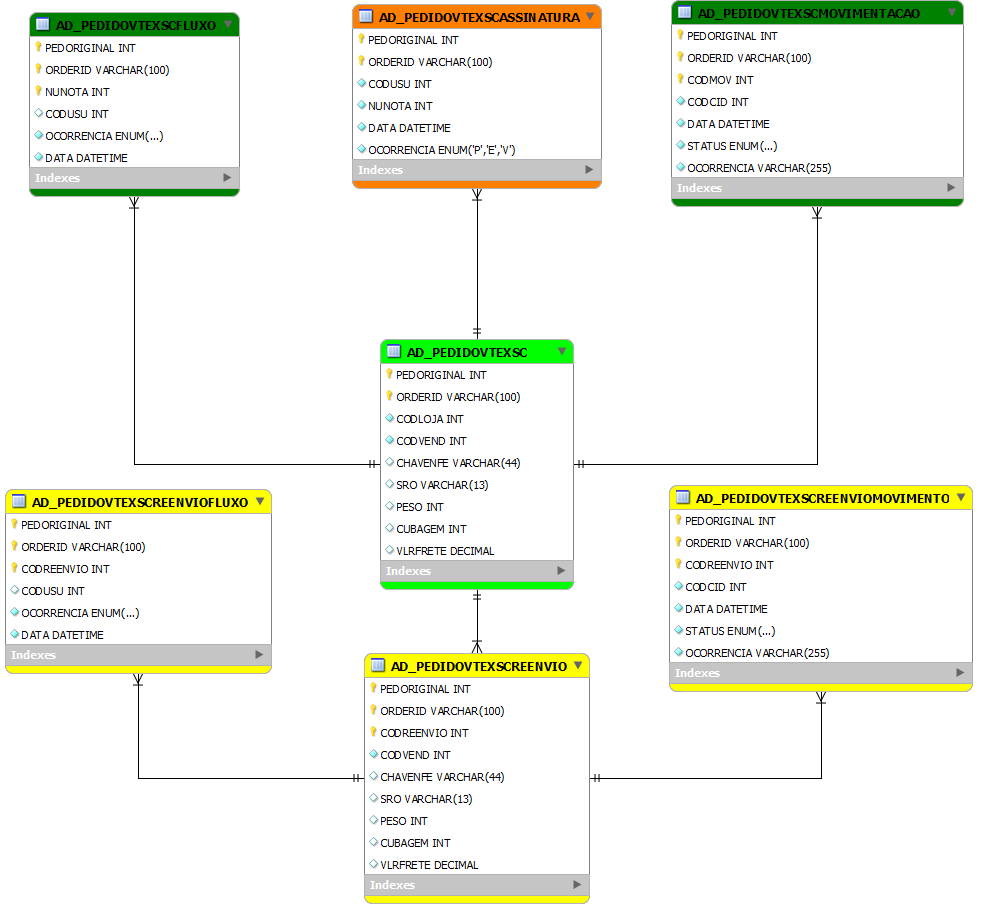 AD_PEDIDOVTEXSCFLUXO
PEDORIGINAL INT
ORDERID VARCHAR(100)
NUNOTA INT
CODUSU INT
OCORRENCIA ENUM(...)
DATA DATETIME
Indexes
AD_PEDIDOVTEXSCASSINATURA
PEDORIGINAL INT
ORDERID VARCHAR(100)
CODUSU INT
NUNOTA INT
DATA DATETIME
OCORRENCIA ENUM('P','E','V')
Indexes
AD_PEDIDOVTEXSCMOVIMENTACAO
PEDORIGINAL INT
ORDERID VARCHAR(100)
CODMOV INT
CODCID INT
DATA DATETIME
STATUS ENUM(...)
OCORRENCIA VARCHAR(255)
Indexes
AD_PEDIDOVTEXSC
PEDORIGINAL INT
ORDERID VARCHAR(100)
CODLOJA INT
CODVEND INT
CHAVENFE VARCHAR(44)
SRO VARCHAR(13)
PESO INT
CUBAGEM INT
VLRFRETE DECIMAL
Indexes
AD_PEDIDOVTEXSCREENVIOFLUXO
PEDORIGINAL INT
ORDERID VARCHAR(100)
CODREENVIO INT
CODUSU INT
OCORRENCIA ENUM(...)
DATA DATETIME
Indexes
AD_PEDIDOVTEXSCREENVIOMOVIMENTO
PEDORIGINAL INT
ORDERID VARCHAR(100)
CODREENVIO INT
CODCID INT
DATA DATETIME
STATUS ENUM(...)
OCORRENCIA VARCHAR(255)
Indexes
AD_PEDIDOVTEXSCREENVIO
PEDORIGINAL INT
ORDERID VARCHAR(100)
CODREENVIO INT
CODVEND INT
CHAVENFE VARCHAR(44)
SRO VARCHAR(13)
PESO INT
CUBAGEM INT
VLRFRETE DECIMAL
Indexes